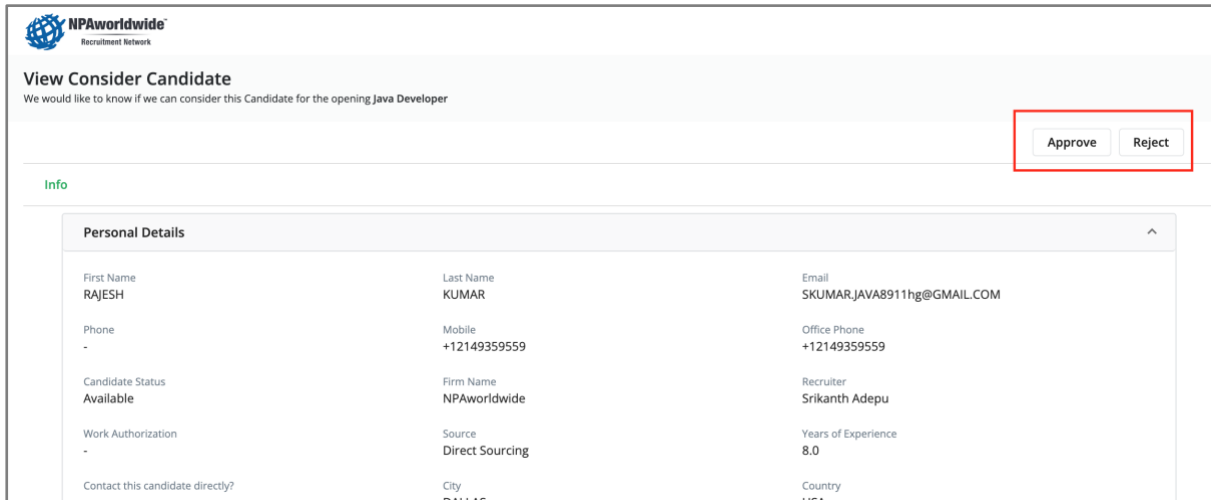 NPAworldwide™
Recruitment Network
View Consider Candidate
We would like to know if we can consider this Candidate for the opening Java Developer
Approve Reject
Info
Personal Details
First Name Last Name Email
RAJESH KUMAR SKUMAR.JAVA8911hg@GMAIL.COM
Phone Mobile Office Phone
- +12149359559 +12149359559
Candidate Status Firm Name Recruiter
Available NPAworldwide Srikanth Adepu
Work Authorization Source Years of Experience
- Direct Sourcing 8.0
Contact this candidate directly? City Country
DALLAS USA